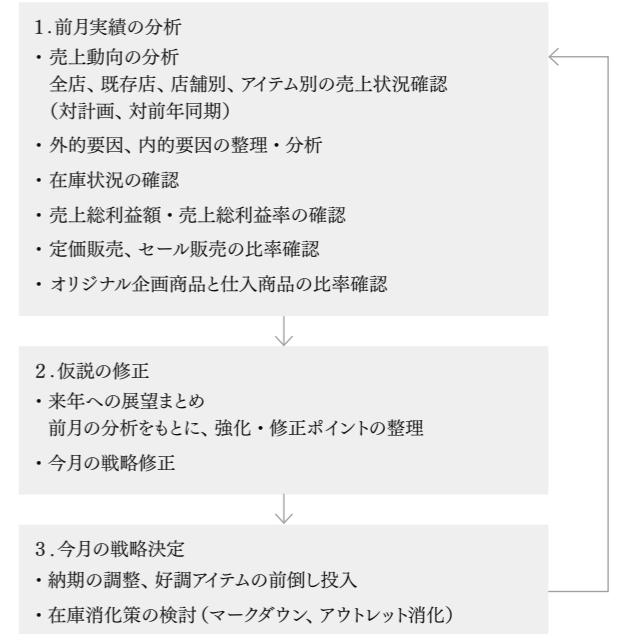 1.前月実績の分析
・売上動向の分析
全店、既存店、店舗別、アイテム別の売上状況確認
（対計画、対前年同期）
・外的要因、内的要因の整理・分析
・在庫状況の確認
・売上総利益額・売上総利益率の確認
・定価販売、セール販売の比率確認
・オリジナル企画商品と仕入商品の比率確認
2.仮説の修正
・来年への展望まとめ
前月の分析をもとに、強化・修正ポイントの整理
・今月の戦略修正
3.今月の戦略決定
・納期の調整、好調アイテムの前倒し投入
・在庫消化策の検討（マークダウン、アウトレット消化）